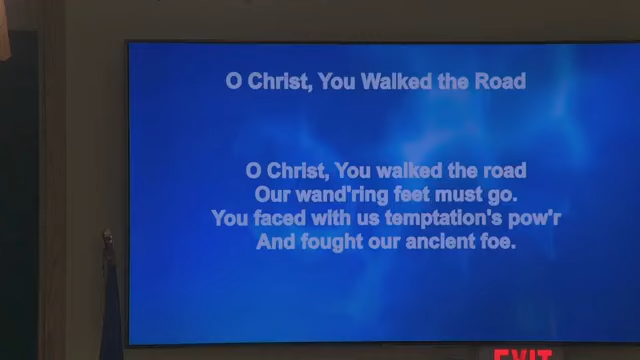 O Christ, You Walked the Road
O Christ, You walked the road
Our wand'ring feet must go.
You faced with us temptation's pow'r
And fought our ancient foe.
EXIT